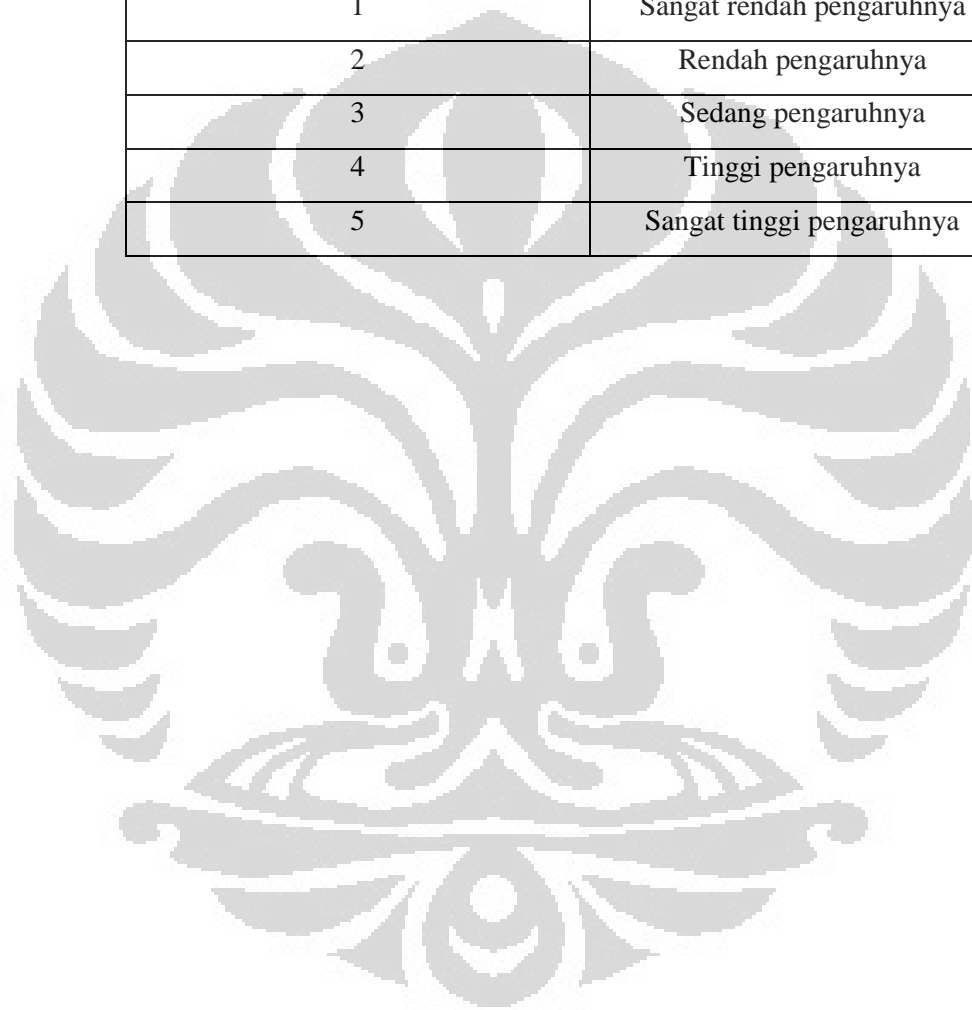 1 Sangat rendah pengaruhnya
2 Rendah pengaruhnya
3 Sedang pengaruhnya
4 Tinggi pengaruhnya
5 Sangat tinggi pengaruhnya